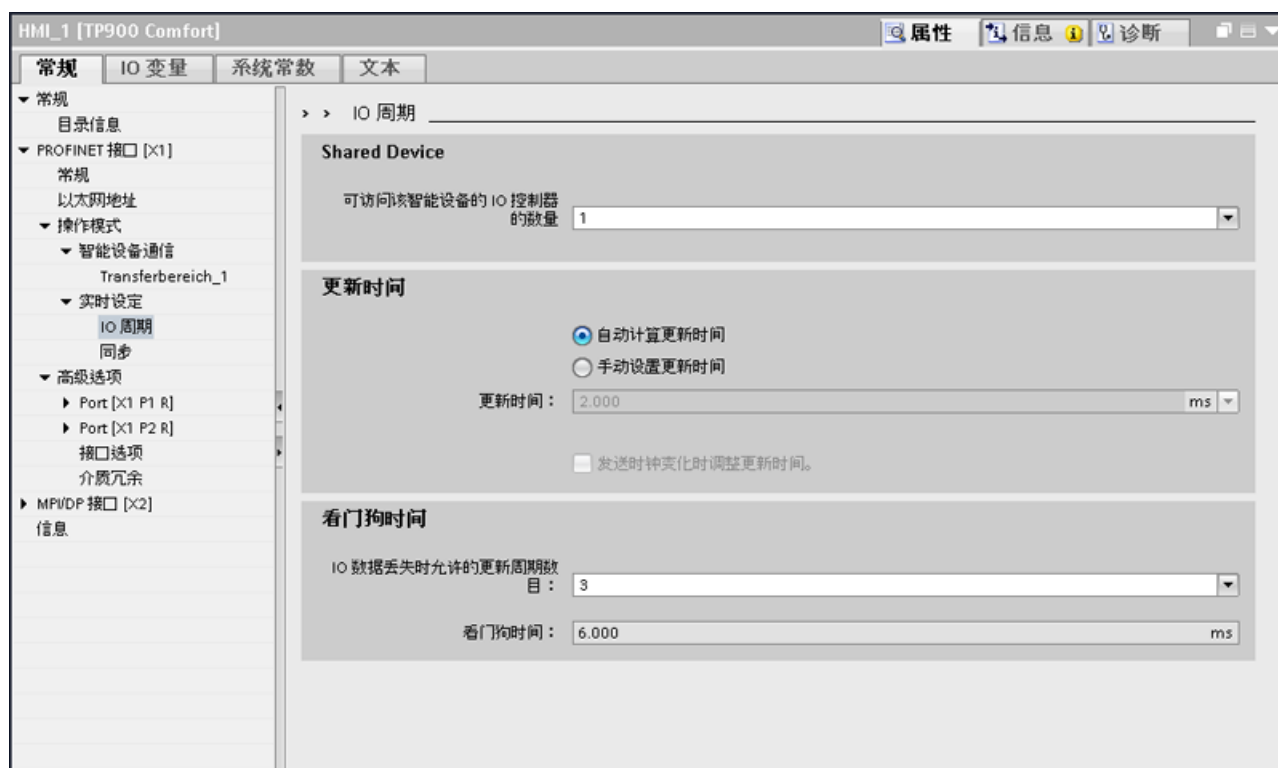 HMI_1 [TP900 Comfort]
属性
信息
诊断
常规
IO 变量
系统常数
文本
常规
目录信息
PROFINET 接口 [X1]
常规
以太网地址
操作模式
智能设备通信
Transferbereich_1
实时设定
IO 周期
同步
高级选项
Port [X1 P1 R]
Port [X1 P2 R]
接口选项
介质冗余
MPI/DP 接口 [X2]
信息
> > IO 周期
Shared Device
可访问该智能设备的 IO 控制器
的数量
1
更新时间
自动计算更新时间
手动设置更新时间
更新时间：
2.000
ms
发送时钟变化时调整更新时间。
看门狗时间
IO 数据丢失时允许的更新周期数
目：
3
看门狗时间：
6.000
ms